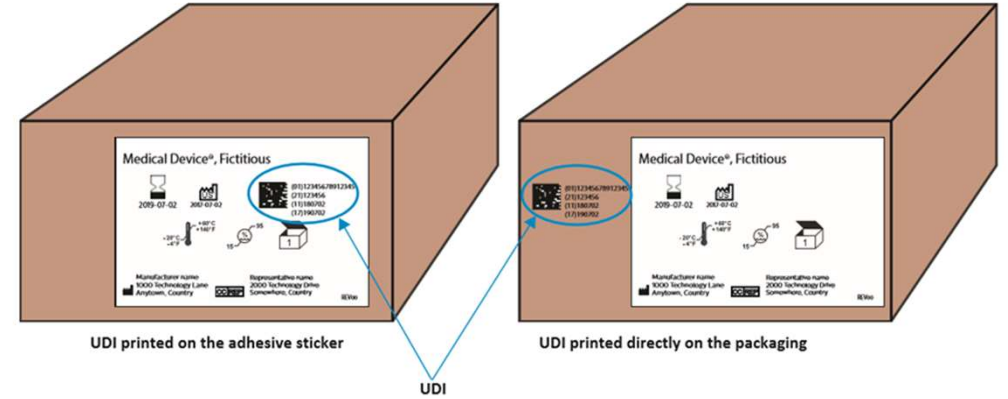 Medical Device®, Fictitious
2019-07-02
2017-07-02
(01)12345678912345
(21)123456
(11)180702
(17)190702
-20°C
-4°F
+60°C
+140°F
15
%
95
1
Manufacturer name
1000 Technology Lane
Anytown, Country
Representative name
2000 Technology Drive
Somewhere, Country
REV00
UDI printed on the adhesive sticker
(01)12345678912345
(21)123456
(11)180702
(17)190702
Medical Device®, Fictitious
2019-07-02
2017-07-02
-20°C
-4°F
+60°C
+140°F
15
%
95
1
Manufacturer name
1000 Technology Lane
Anytown, Country
Representative name
2000 Technology Drive
Somewhere, Country
REV00
UDI printed directly on the packaging
UDI